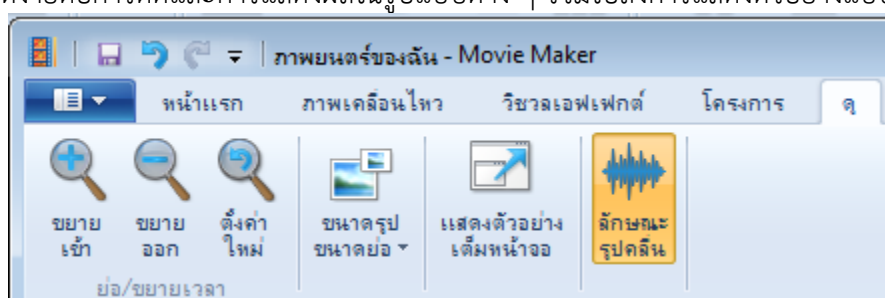 ภาพยนตร์ของฉัน - Movie Maker
หน้าแรก ภาพเคลื่อนไหว วิชวลเอฟเฟกต์ โครงการ ดู
ขยาย ขยาย ตั้งค่า ขนาดรูป แสดงตัวอย่าง ลักษณะ
เข้า ออก ใหม่ ขนาดย่อ เต็มหน้าจอ รูปคลื่น
ย่อ/ขยายเวลา